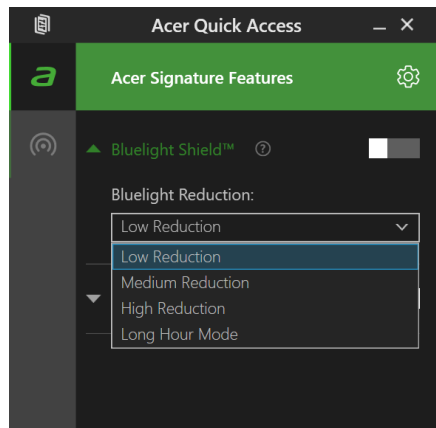 Acer Quick Access
a
Acer Signature Features
Bluelight Shield™ ?
Bluelight Reduction:
Low Reduction
Low Reduction
Medium Reduction
High Reduction
Long Hour Mode